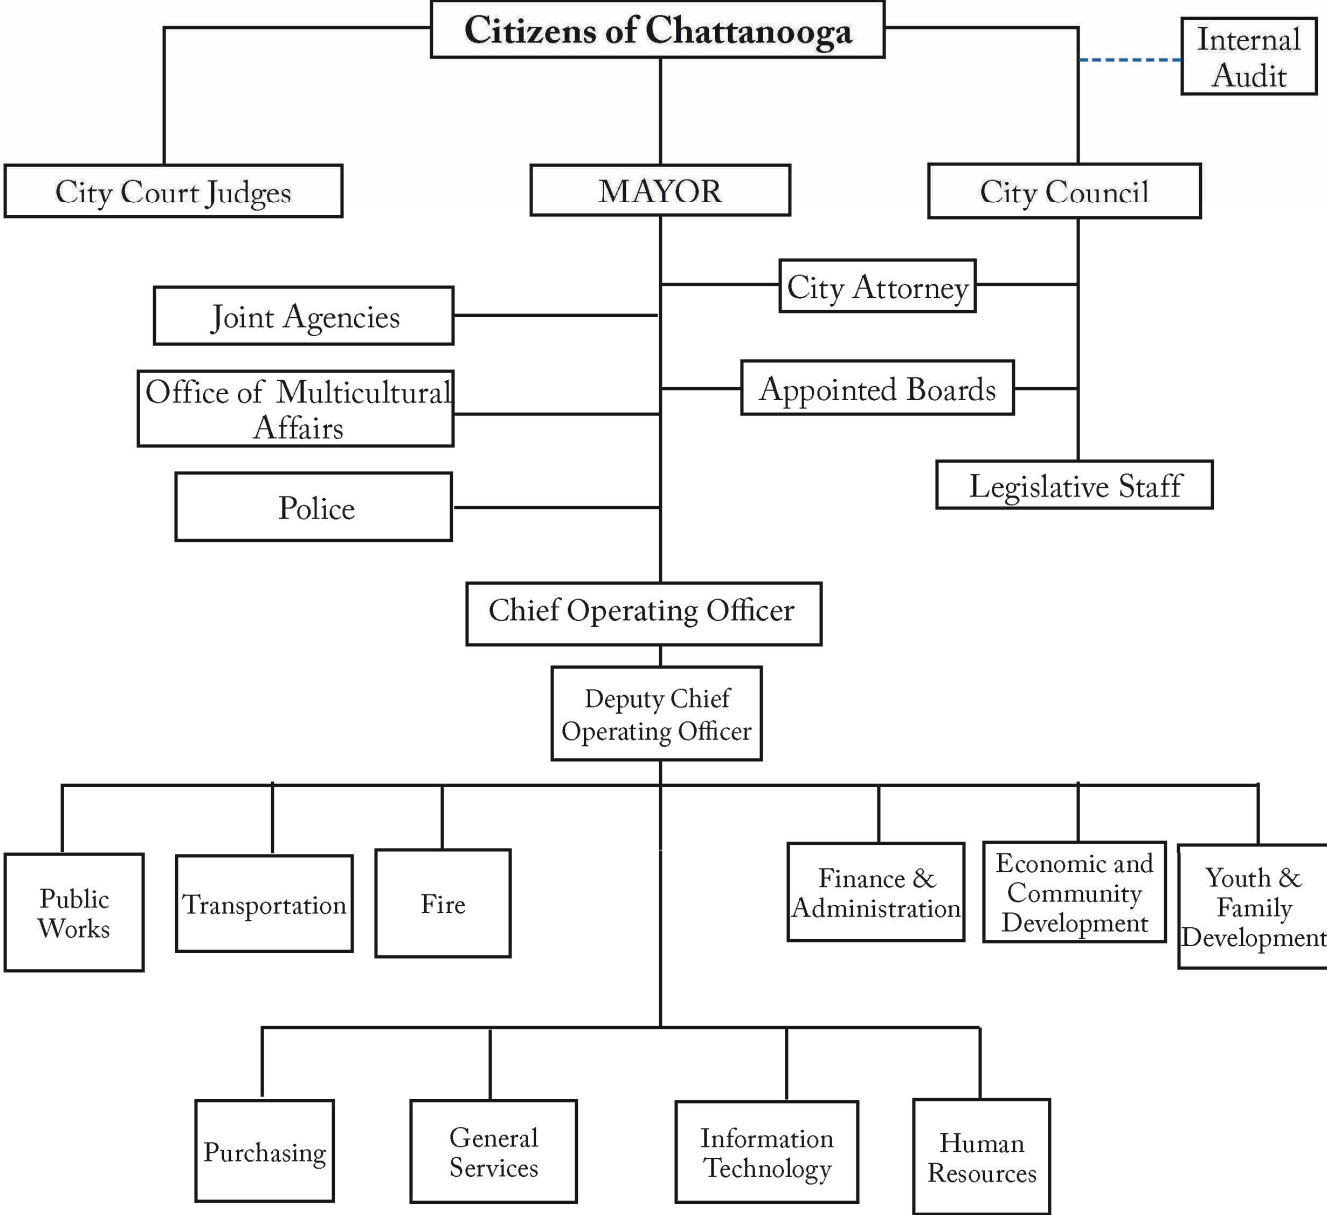 Citizens of Chattanooga
Internal
Audit
City Court Judges
MAYOR
City Council
City Attorney
Joint Agencies
Office of Multicultural
Affairs
Appointed Boards
Police
Legislative Staff
Chief Operating Officer
Deputy Chief
Operating Officer
Public
Works
Transportation
Fire
Finance &
Administration
Economic and
Community
Development
Youth &
Family
Development
Purchasing
General
Services
Information
Technology
Human
Resources